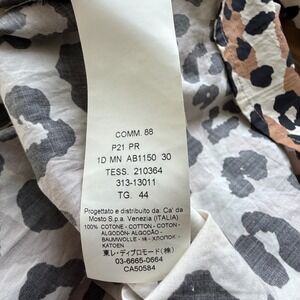 COMM. 88
P21 PR
1D MN AB1150 30
TESS. 210364
313-13011
TG. 44
Progettato e distribuito da: Ca' da
Mosto S.p.a. Venezia (ITALIA)
100% COTONE - COTTON - COTON -
ALGODÓN- ALGODÃO -
BAUMWOLLE - 棉 - ΧΛΟΠΟΚ -
KATOEN
東レ・ディプロモード(株)
03-6665-0664
CA50584